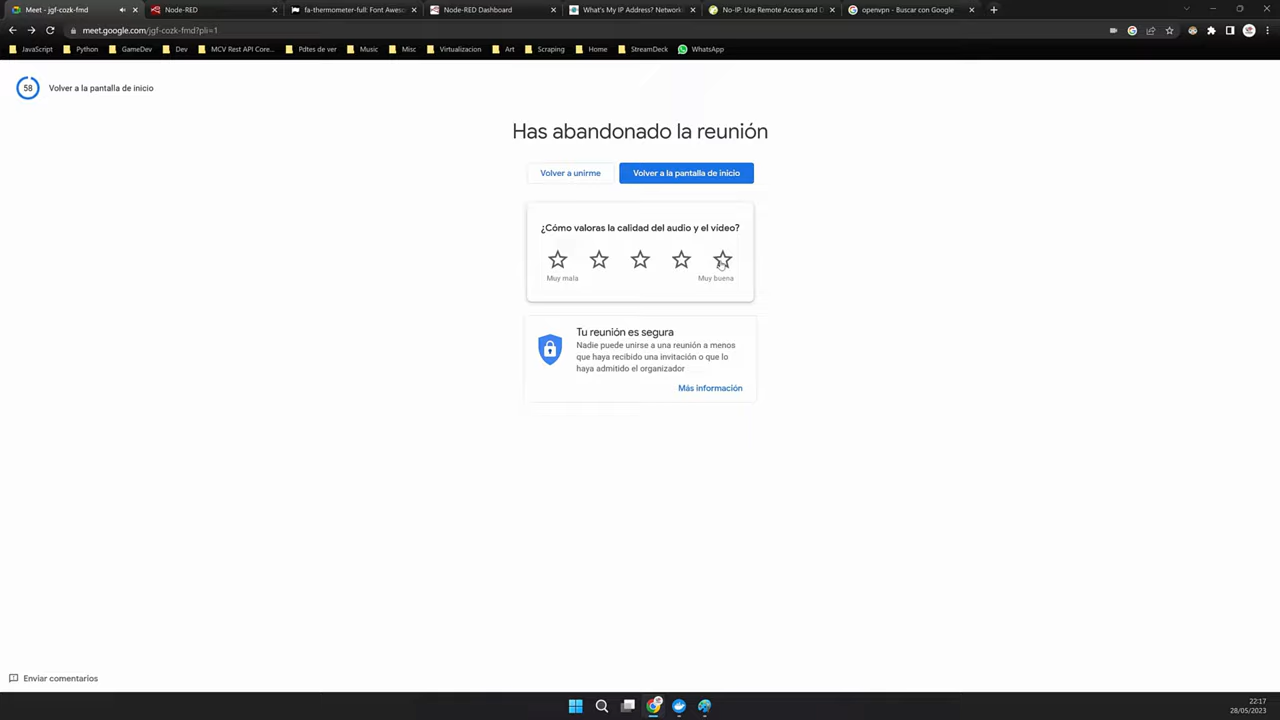 Meet - jgf-cozk-fmd
Node-RED
fa-thermometer-full: Font Aweso
Node-RED Dashboard
What's My IP Address? Network
No-IP: Use Remote Access and D
openvpn - Buscar con Google
meet.google.com/jgf-cozk-fmd?pli=1
JavaScript
Python
GameDev
Dev
MCV Rest API Core...
Pdtes de ver
Music
Misc
Virtualizacion
Art
Scraping
Home
StreamDeck
WhatsApp
58
Volver a la pantalla de inicio
Has abandonado la reunión
Volver a unirme
Volver a la pantalla de inicio
¿Cómo valoras la calidad del audio y el vídeo?
Muy mala
Muy buena
Tu reunión es segura
Nadie puede unirse a una reunión a menos
que haya recibido una invitación o que lo
haya admitido el organizador
Más información
Enviar comentarios
22:17
28/05/2023